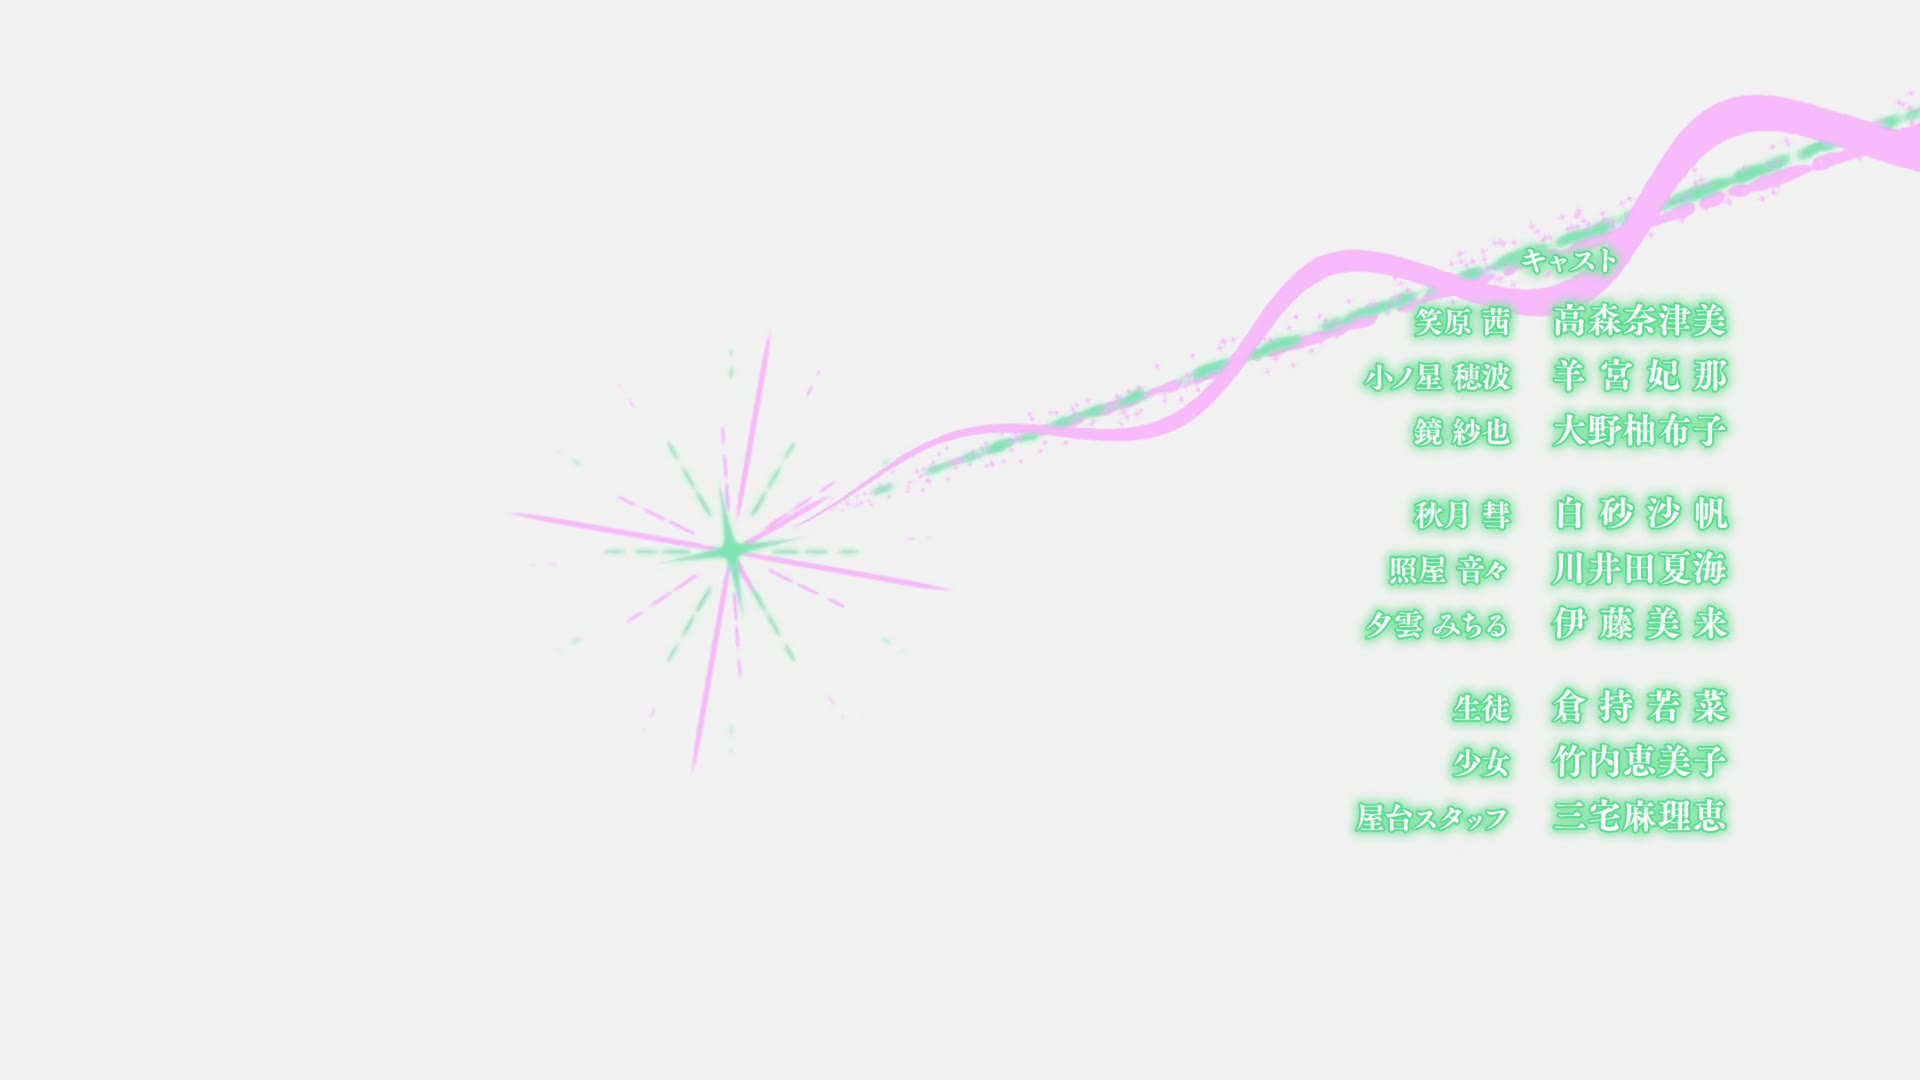 キャスト
笑原 茜 高森奈津美
小ノ星 穂波 羊宮妃那
鏡 紗也 大野柚布子
秋月 彗 白砂沙帆
照屋 音々 川井田夏海
夕雲 みちる 伊藤美来
生徒 倉持若菜
少女 竹内恵美子
屋台スタッフ 三宅麻理恵